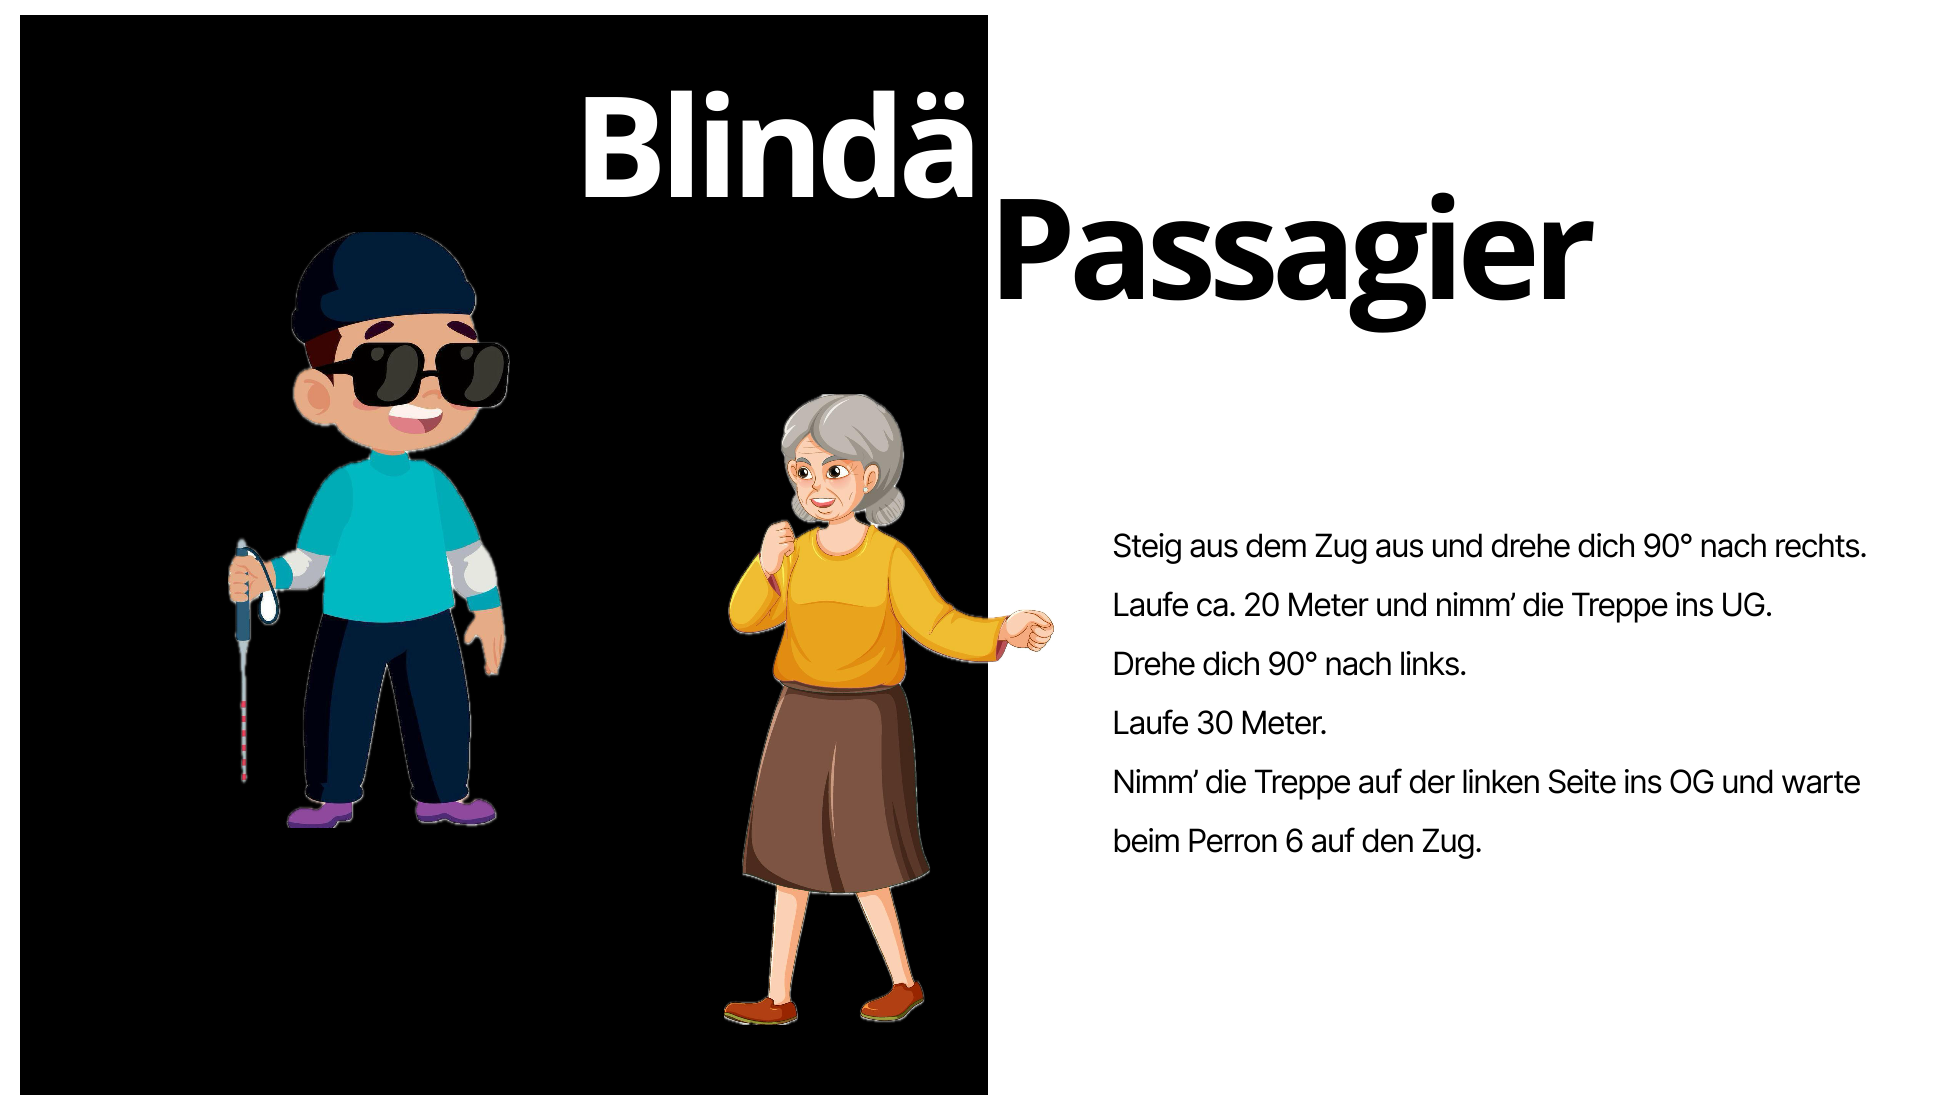 Blindä
Passagier
Steig aus dem Zug aus und drehe dich 90° nach rechts.
Laufe ca. 20 Meter und nimm’ die Treppe ins UG.
Drehe dich 90° nach links.
Laufe 30 Meter.
Nimm’ die Treppe auf der linken Seite ins OG und warte
beim Perron 6 auf den Zug.